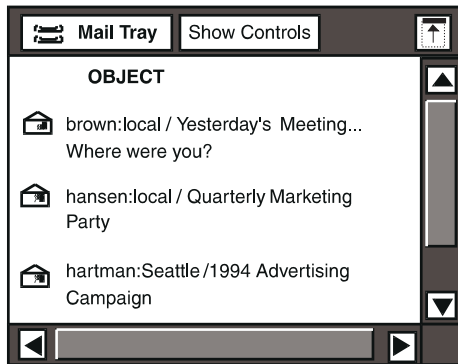 Mail Tray Show Controls
OBJECT
brown:local / Yesterday's Meeting...
Where were you?
hansen:local / Quarterly Marketing
Party
hartman:Seattle /1994 Advertising
Campaign